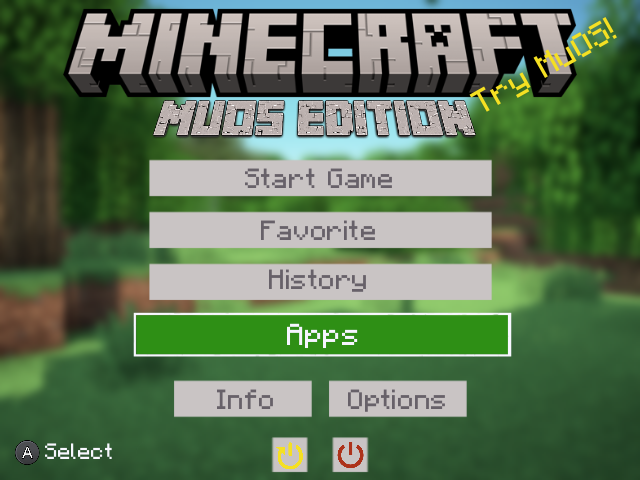 MINECRAFT
Try MuOS!
MUOS EDITION
Start Game
Favorite
History
Apps
Info
Options
A Select